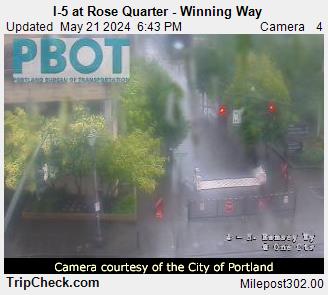 I-5 at Rose Quarter - Winning Way
Updated May 21 2024 6:43 PM Camera 4
PBOT
PORTLAND BUREAU OF TRANSPORTATION
Camera courtesy of the City of Portland
TripCheck.com Milepost302.00